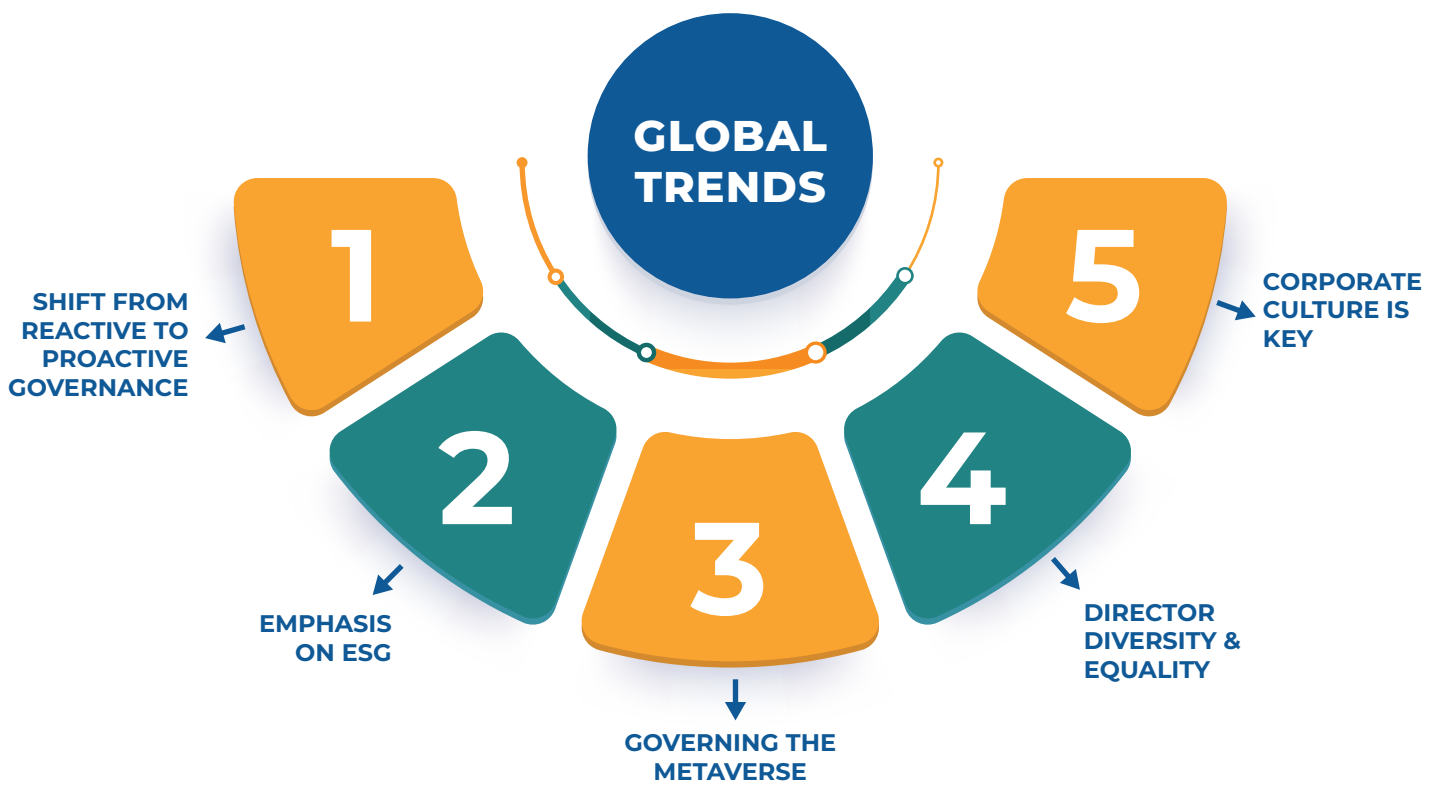 GLOBAL
TRENDS
1
SHIFT FROM
REACTIVE TO
PROACTIVE
GOVERNANCE
2
EMPHASIS
ON ESG
3
GOVERNING THE
METAVERSE
4
DIRECTOR
DIVERSITY &
EQUALITY
5
CORPORATE
CULTURE IS
KEY